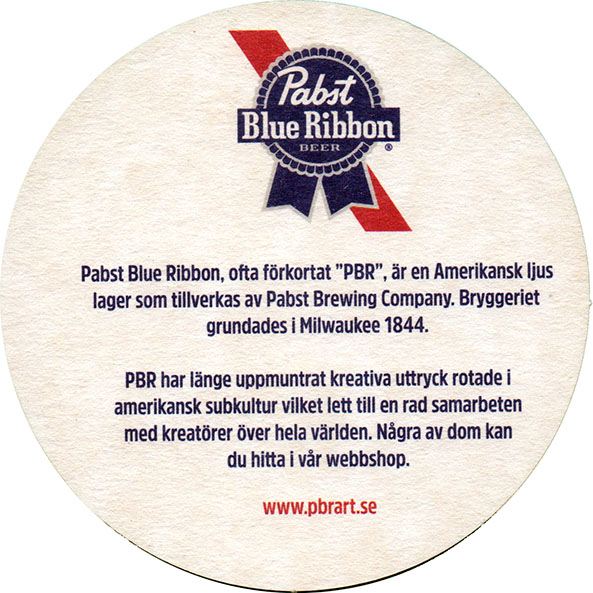 Pabst
Blue Ribbon
BEER
®
Pabst Blue Ribbon, ofta förkortat ”PBR”, är en Amerikansk ljus
lager som tillverkas av Pabst Brewing Company. Bryggeriet
grundades i Milwaukee 1844.
PBR har länge uppmuntrat kreativa uttryck rotade i
amerikansk subkultur vilket lett till en rad samarbeten
med kreatörer över hela världen. Några av dom kan
du hitta i vår webbshop.
www.pbrart.se